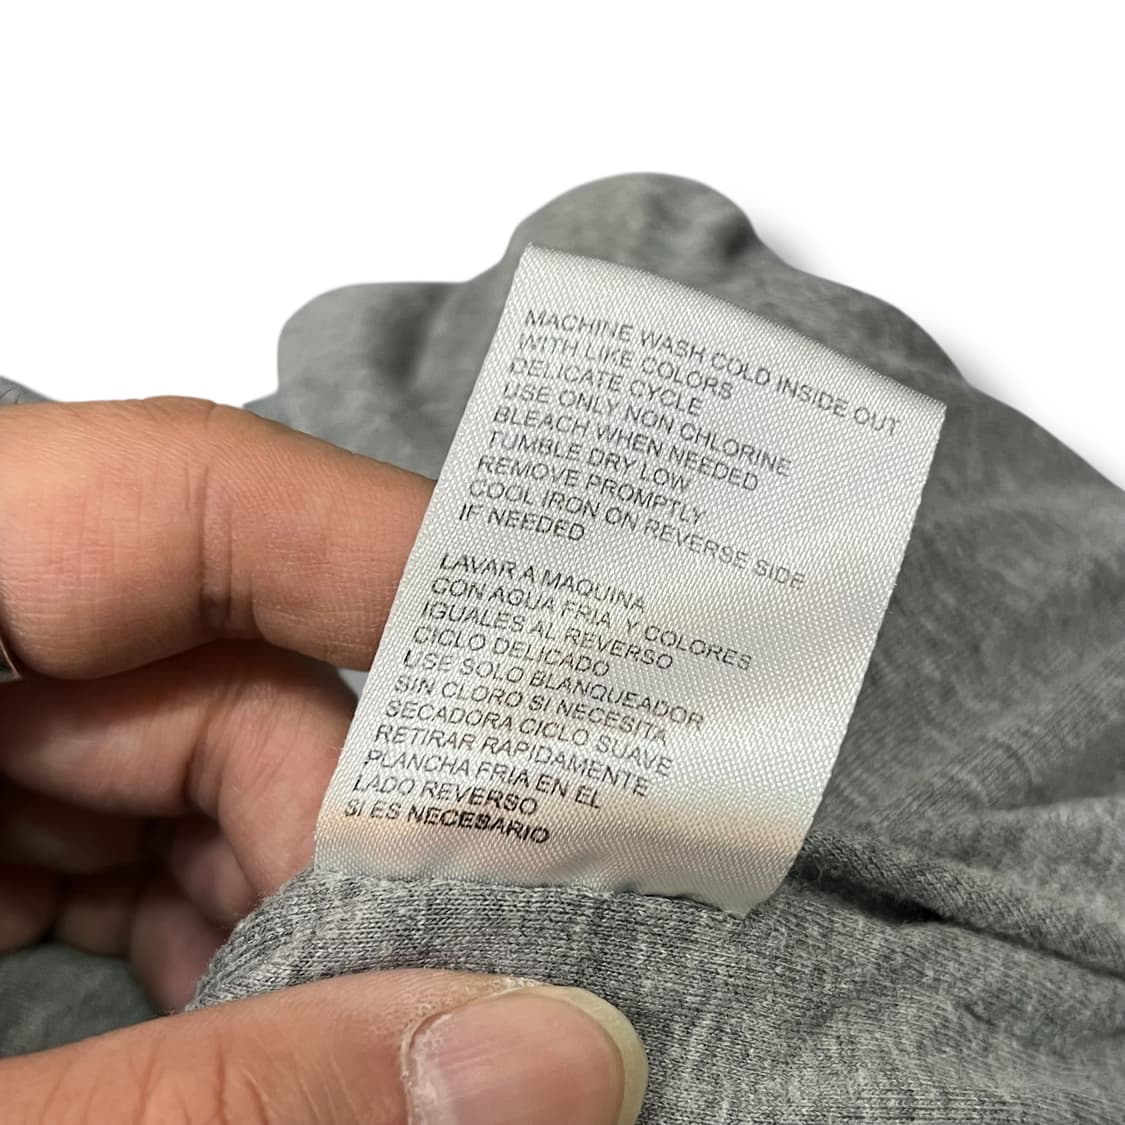 MACHINE WASH COLD INSIDE OUT
WITH LIKE COLORS
DELICATE CYCLE
USE ONLY NON CHLORINE
BLEACH WHEN NEEDED
TUMBLE DRY LOW
REMOVE PROMPTLY
COOL IRON ON REVERSE SIDE
IF NEEDED
LAVAR A MAQUINA
CON AGUA FRIA Y COLORES
IGUALES AL REVERSO
CICLO DELICADO
USE SOLO BLANQUEADOR
SIN CLORO SI NECESITA
SECADORA CICLO SUAVE
RETIRAR RAPIDAMENTE
PLANCHA FRIA EN EL
LADO REVERSO
SI ES NECESARIO